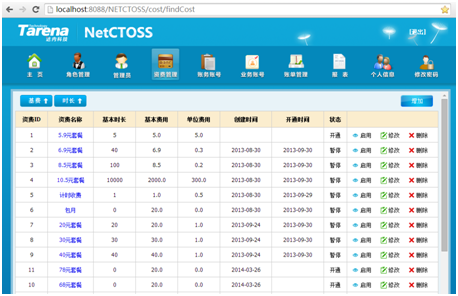 localhost:8088/NETCTOSS/cost/findCost
Tarena
达内科技
NetCTOSS
[退出]
主 页 角色管理 管理员 资费管理 账务账号 业务账号 账单管理 报 表 个人信息 修改密码
基费 时长 增加
资费ID 资费名称 基本时长 基本费用 单位费用 创建时间 开通时间 状态
1 5.9元套餐 5 5.0 5.0 开通 启用 修改 删除
2 6.9元套餐 40 6.9 0.3 2013-08-30 2013-09-30 暂停 启用 修改 删除
3 8.5元套餐 100 8.5 0.2 2013-08-30 2013-09-30 暂停 启用 修改 删除
4 10.5元套餐 10000 2000.0 300.0 2013-08-30 2013-09-30 暂停 启用 修改 删除
5 计时收费 1 1.0 0.5 2013-08-30 2013-09-29 暂停 启用 修改 删除
6 包月 0 20.0 0.0 2013-08-30 2013-09-30 暂停 启用 修改 删除
7 20元套餐 20 20.0 1.0 2013-09-24 2013-09-30 暂停 启用 修改 删除
8 30元套餐 30 30.0 1.0 2013-09-24 2013-09-30 暂停 启用 修改 删除
9 40元套餐 40 40.0 1.0 2013-09-24 2013-09-30 暂停 启用 修改 删除
11 78元套餐 0 20.0 0.0 2014-03-26 开通 启用 修改 删除
10 68元套餐 0 20.0 0.0 2014-03-26 开通 启用 修改 删除